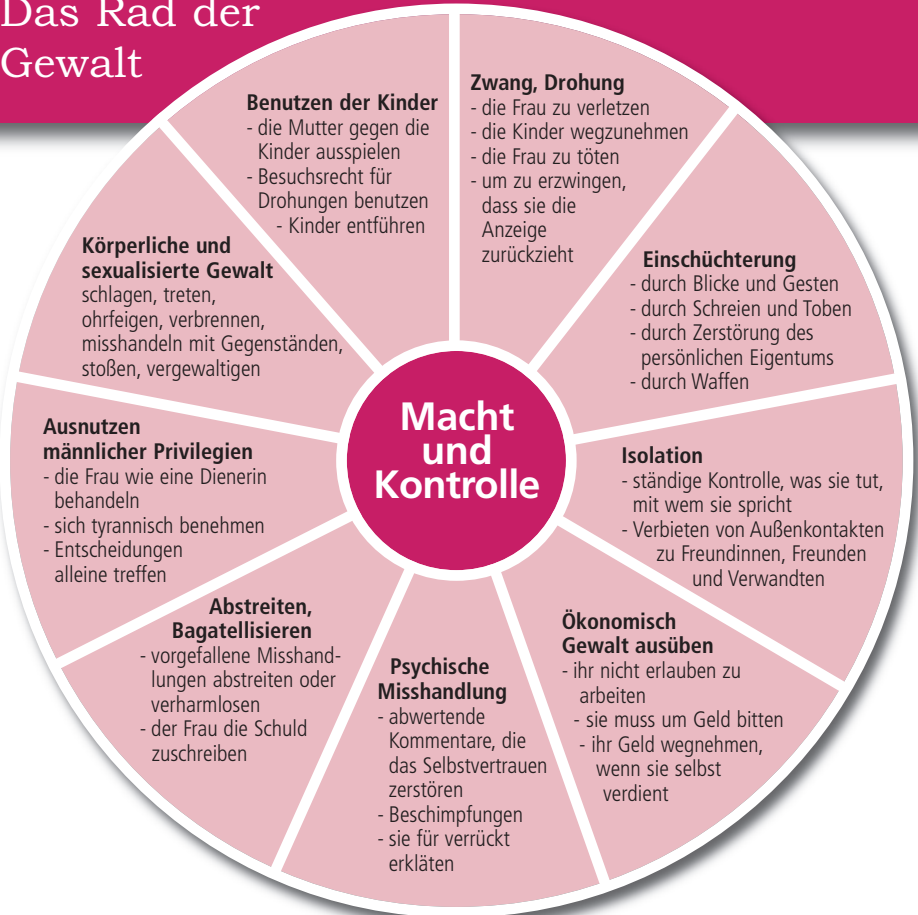 Das Rad der
Gewalt
Benutzen der Kinder
- die Mutter gegen die
Kinder ausspielen
- Besuchsrecht für
Drohungen benutzen
- Kinder entführen
Zwang, Drohung
- die Frau zu verletzen
- die Kinder wegzunehmen
- die Frau zu töten
- um zu erzwingen,
dass sie die
Anzeige
zurückzieht
Einschüchterung
- durch Blicke und Gesten
- durch Schreien und Toben
- durch Zerstörung des
persönlichen Eigentums
- durch Waffen
Isolation
- ständige Kontrolle, was sie tut,
mit wem sie spricht
- Verbieten von Außenkontakten
zu Freundinnen, Freunden
und Verwandten
Ökonomisch
Gewalt ausüben
- ihr nicht erlauben zu
arbeiten
- sie muss um Geld bitten
- ihr Geld wegnehmen,
wenn sie selbst
verdient
Psychische
Misshandlung
- abwertende
Kommentare, die
das Selbstvertrauen
zerstören
- Beschimpfungen
- sie für verrückt
erkläten
Abstreiten,
Bagatellisieren
- vorgefallene Misshand-
lungen abstreiten oder
verharmlosen
- der Frau die Schuld
zuschreiben
Ausnutzen
männlicher Privilegien
- die Frau wie eine Dienerin
behandeln
- sich tyrannisch benehmen
- Entscheidungen
alleine treffen
Körperliche und
sexualisierte Gewalt
schlagen, treten,
ohrfeigen, verbrennen,
misshandeln mit Gegenständen,
stoßen, vergewaltigen
Macht
und
Kontrolle